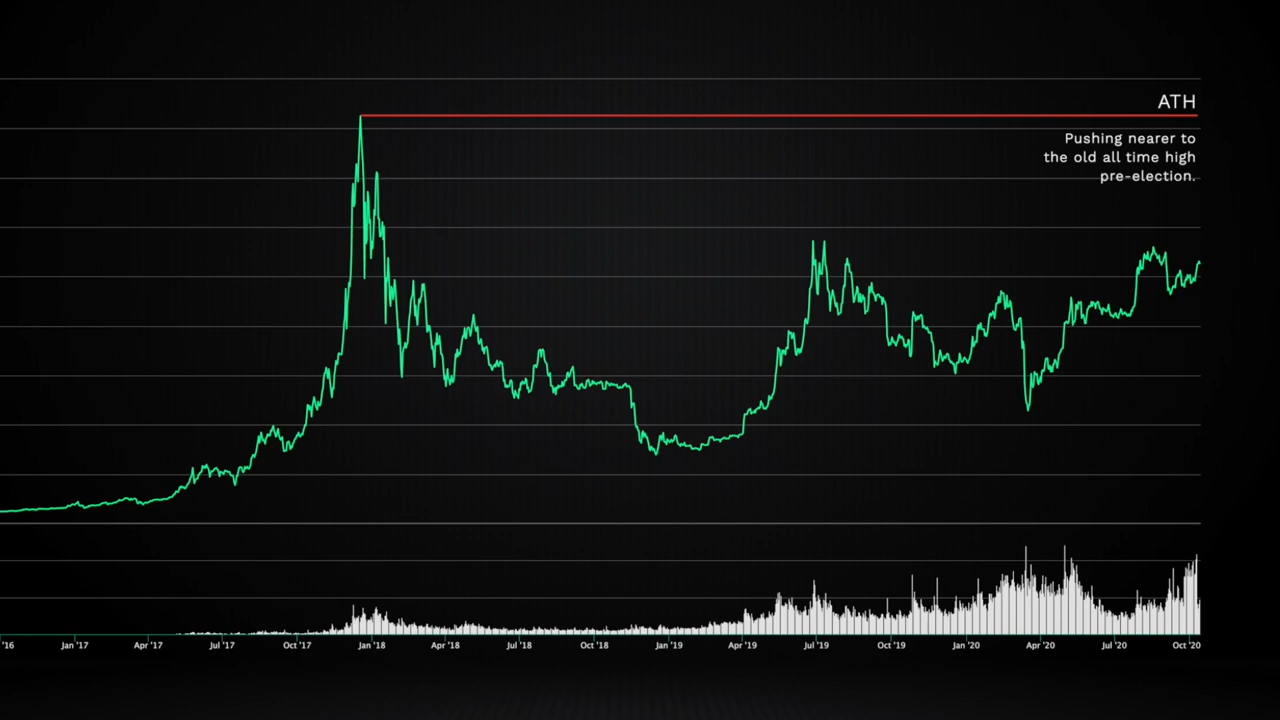 ATH
Pushing nearer to
the old all time high
pre-election.
'16 Jan '17 Apr '17 Jul '17 Oct '17 Jan '18 Apr '18 Jul '18 Oct '18 Jan '19 Apr '19 Jul '19 Oct '19 Jan '20 Apr '20 Jul '20 Oct '20